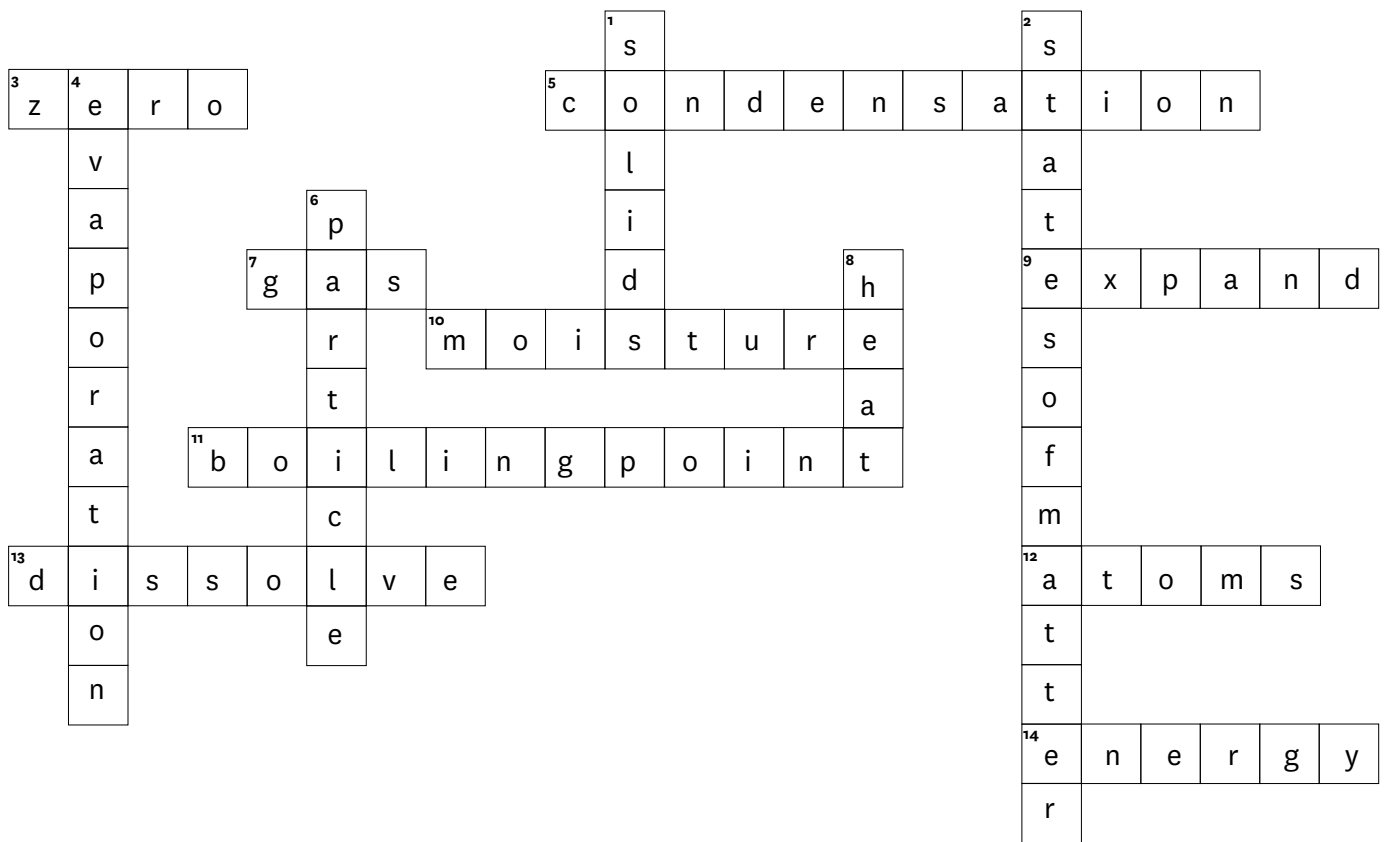 1 s 2 s
3 z 4 e r o 5 c o n d e n s a t i o n
v l a
a 6 p i t
p 7 g a s d 8 h 9 e x p a n d
o r 10 m o i s t u r e s
r t a o
a 11 b o i l i n g p o i n t f
t c m
13 d i s s o l v e 12 a t o m s
o e t
n t
14 e n e r g y
r